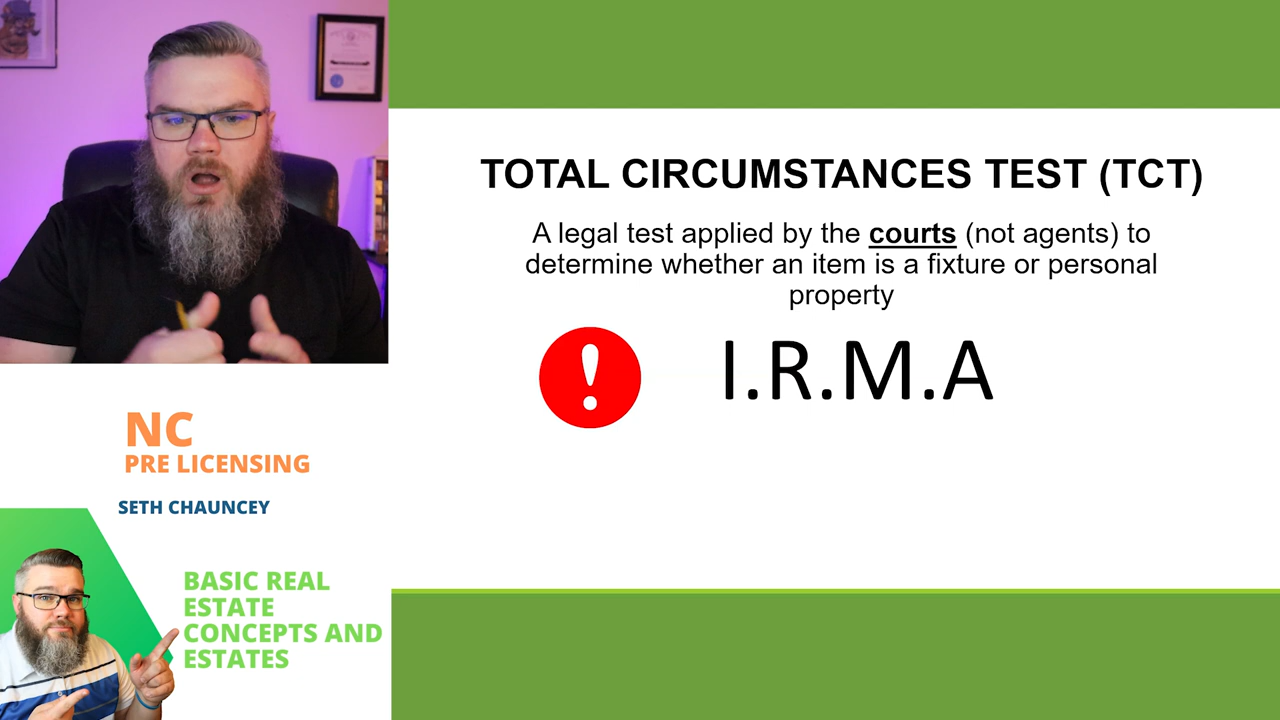 TOTAL CIRCUMSTANCES TEST (TCT)
A legal test applied by the courts (not agents) to
determine whether an item is a fixture or personal
property
I.R.M.A
NC
PRE LICENSING
SETH CHAUNCEY
BASIC REAL
ESTATE
CONCEPTS AND
ESTATES